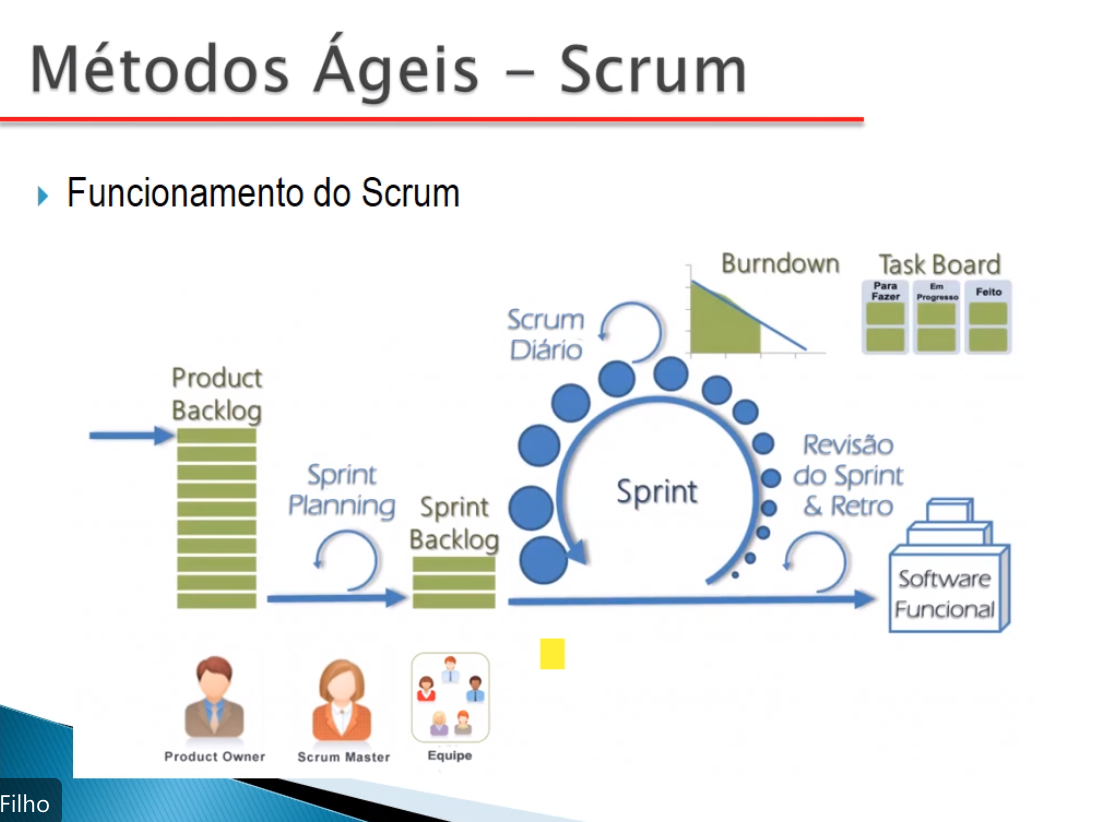 Métodos Ágeis - Scrum
Funcionamento do Scrum
Burndown
Task Board
Para
Fazer
Em
Progresso
Feito
Scrum
Diário
Product
Backlog
Sprint
Planning
Sprint
Backlog
Sprint
Revisão
do Sprint
& Retro
Software
Funcional
Product Owner
Scrum Master
Equipe
Filho